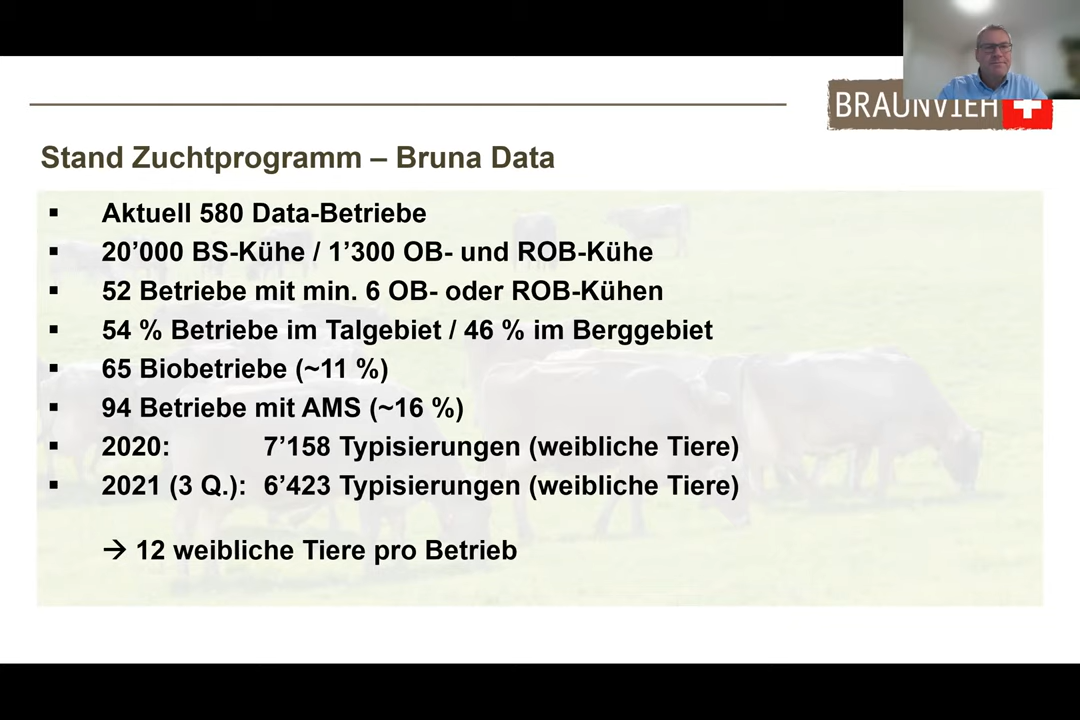 BRAUNVIEH
Stand Zuchtprogramm – Bruna Data
▪ Aktuell 580 Data-Betriebe
▪ 20’000 BS-Kühe / 1’300 OB- und ROB-Kühe
▪ 52 Betriebe mit min. 6 OB- oder ROB-Kühen
▪ 54 % Betriebe im Talgebiet / 46 % im Berggebiet
▪ 65 Biobetriebe (~11 %)
▪ 94 Betriebe mit AMS (~16 %)
▪ 2020: 7’158 Typisierungen (weibliche Tiere)
▪ 2021 (3 Q.): 6’423 Typisierungen (weibliche Tiere)
→ 12 weibliche Tiere pro Betrieb